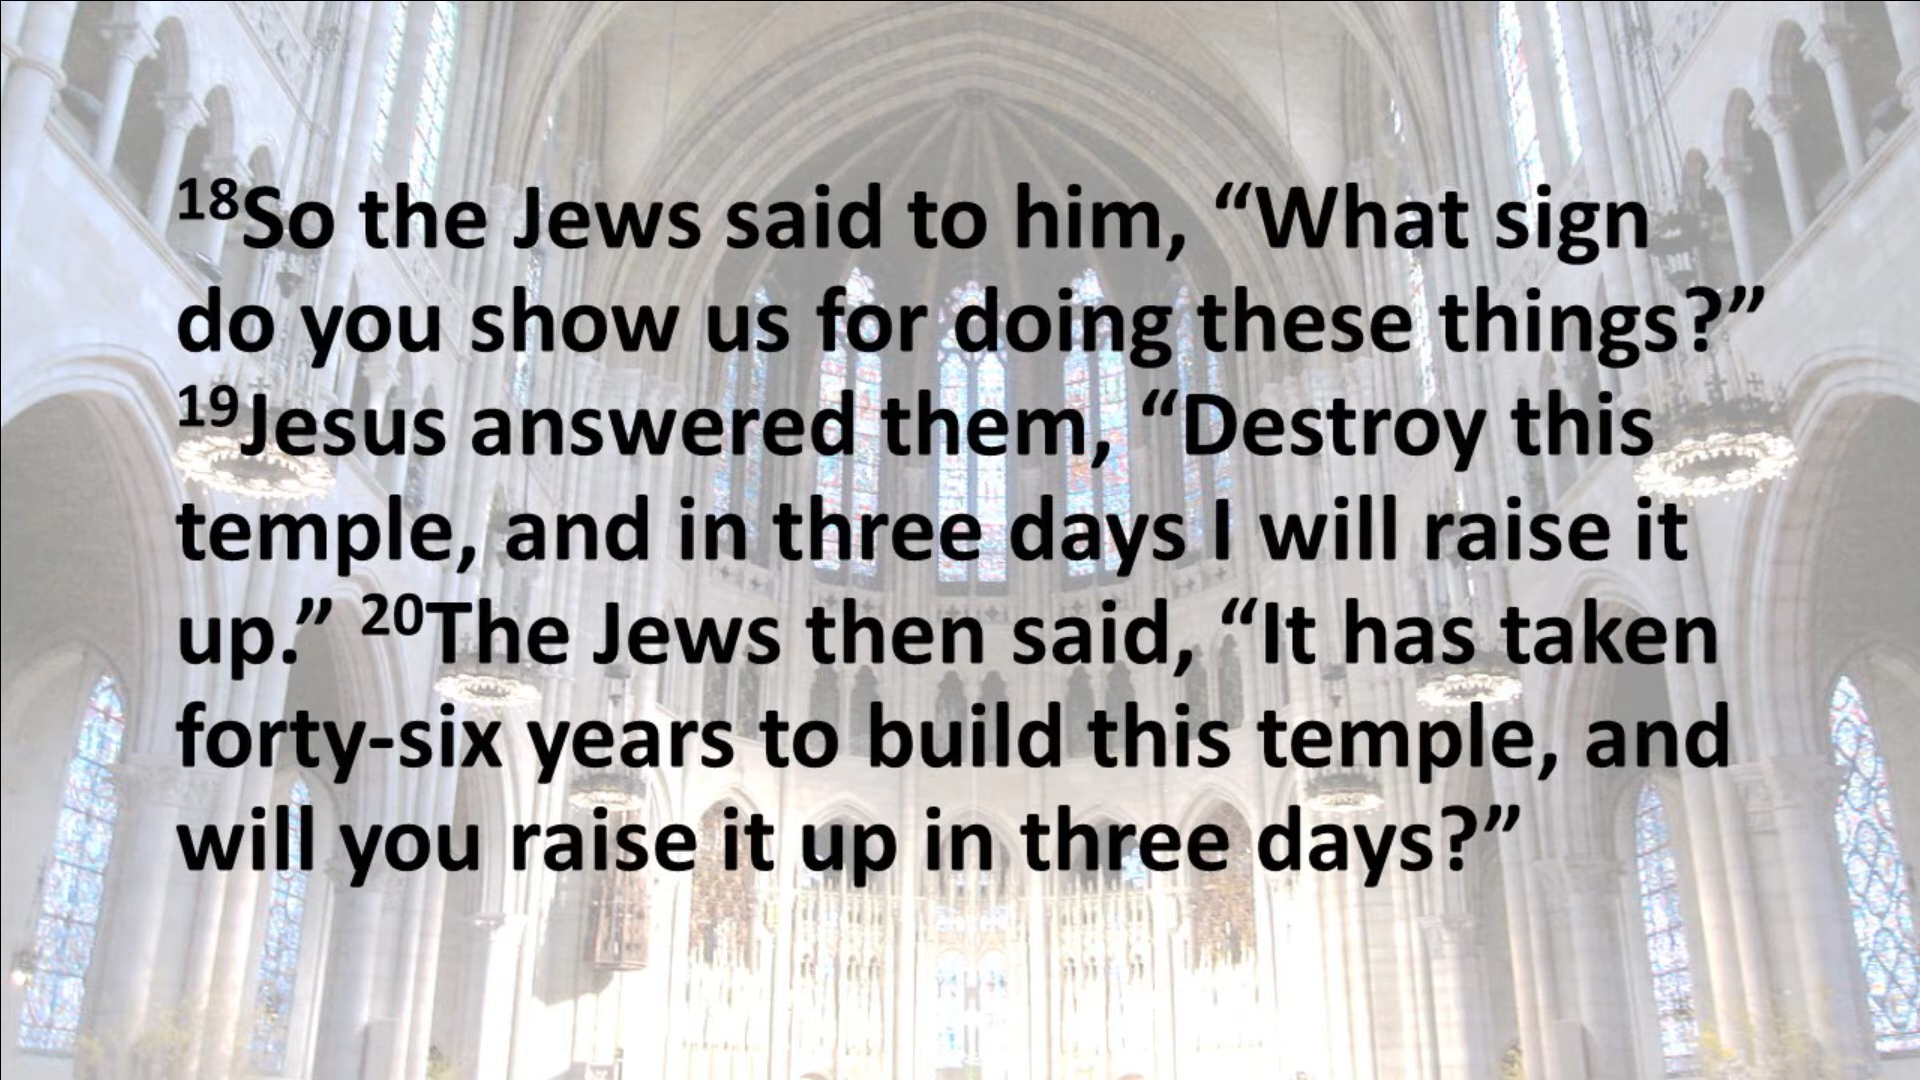 ¹⁸So the Jews said to him, “What sign
do you show us for doing these things?”
¹⁹Jesus answered them, “Destroy this
temple, and in three days I will raise it
up.” ²⁰The Jews then said, “It has taken
forty-six years to build this temple, and
will you raise it up in three days?”